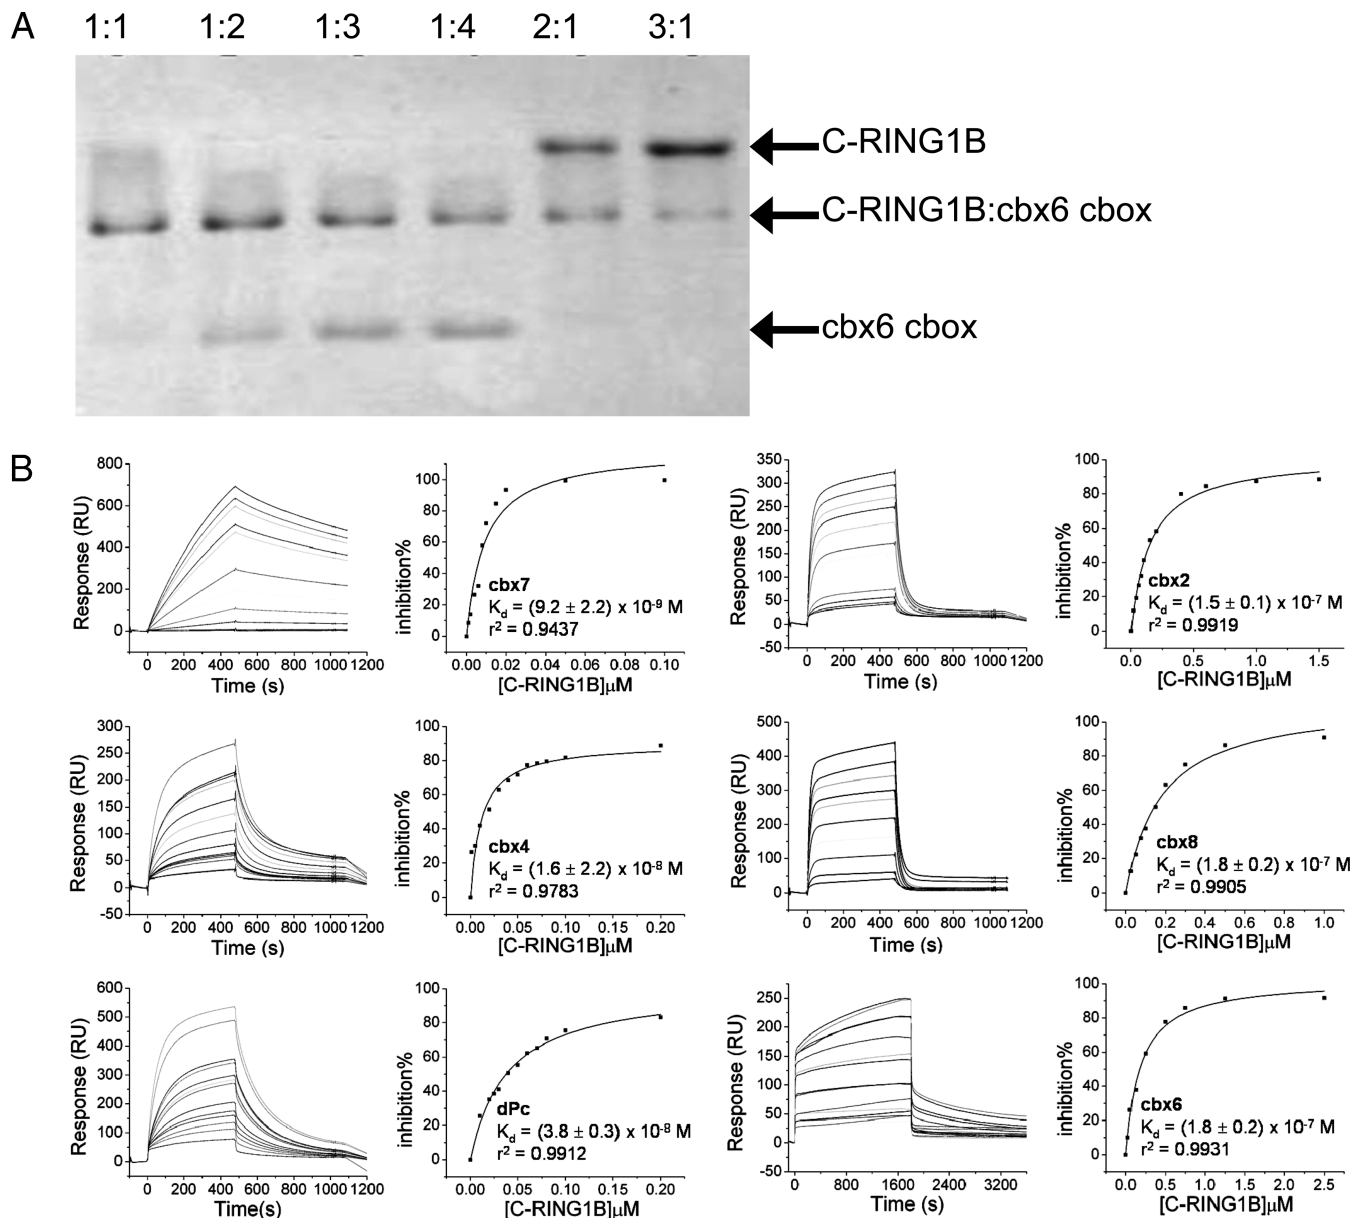 A
1:1 1:2 1:3 1:4 2:1 3:1
C-RING1B
C-RING1B:cbx6 cbox
cbx6 cbox
B
800
600
400
200
0
Response (RU)
0 200 400 600 800 1000 1200
Time (s)
100
80
60
40
20
0
inhibition%
cbx7
Kd = (9.2 ± 2.2) x 10-9 M
r2 = 0.9437
0.00 0.02 0.04 0.06 0.08 0.10
[C-RING1B]µM
350
300
250
200
150
100
50
0
-50
Response (RU)
0 200 400 600 800 1000 1200
Time (s)
100
80
60
40
20
0
inhibition%
cbx2
Kd = (1.5 ± 0.1) x 10-7 M
r2 = 0.9919
0.0 0.5 1.0 1.5
[C-RING1B]µM
300
250
200
150
100
50
0
-50
Response (RU)
0 200 400 600 800 1000 1200
Time (s)
100
80
60
40
20
0
inhibition%
cbx4
Kd = (1.6 ± 2.2) x 10-8 M
r2 = 0.9783
0.00 0.05 0.10 0.15 0.20
[C-RING1B]µM
500
400
300
200
100
0
Response (RU)
0 200 400 600 800 1000 1200
Time (s)
100
80
60
40
20
0
inhibition%
cbx8
Kd = (1.8 ± 0.2) x 10-7 M
r2 = 0.9905
0.0 0.2 0.4 0.6 0.8 1.0
[C-RING1B]µM
600
500
400
300
200
100
0
Response (RU)
0 200 400 600 800 1000 1200
Time(s)
100
80
60
40
20
0
inhibition%
dPc
Kd = (3.8 ± 0.3) x 10-8 M
r2 = 0.9912
0.00 0.05 0.10 0.15 0.20
[C-RING1B]µM
250
200
150
100
50
0
-50
Response (RU)
0 800 1600 2400 3200
Time (s)
100
80
60
40
20
0
inhibition%
cbx6
Kd = (1.8 ± 0.2) x 10-7 M
r2 = 0.9931
0.0 0.5 1.0 1.5 2.0 2.5
[C-RING1B]µM